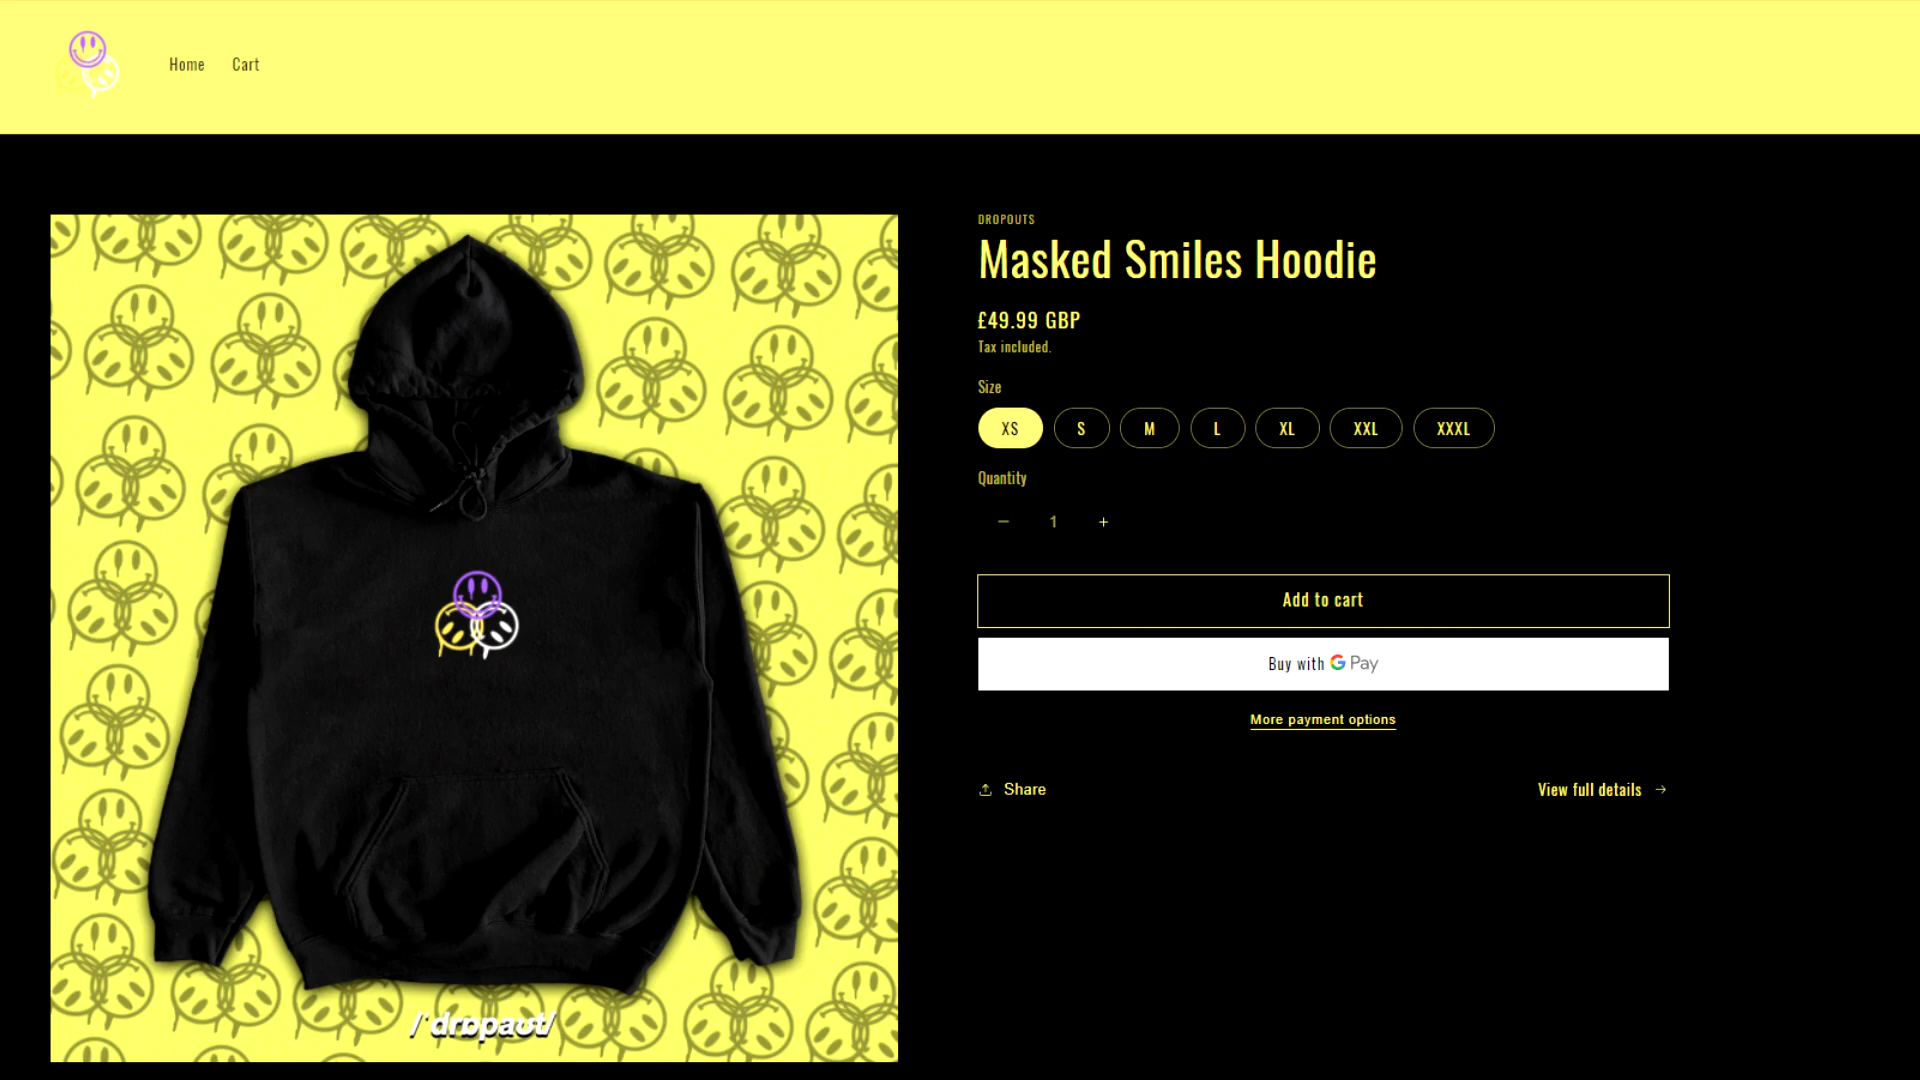 Home Cart
DROPOUTS
Masked Smiles Hoodie
£49.99 GBP
Tax included.
Size
XS S M L XL XXL XXXL
Quantity
1
Add to cart
Buy with G Pay
More payment options
Share
View full details
/ˈdrɒpaʊt/